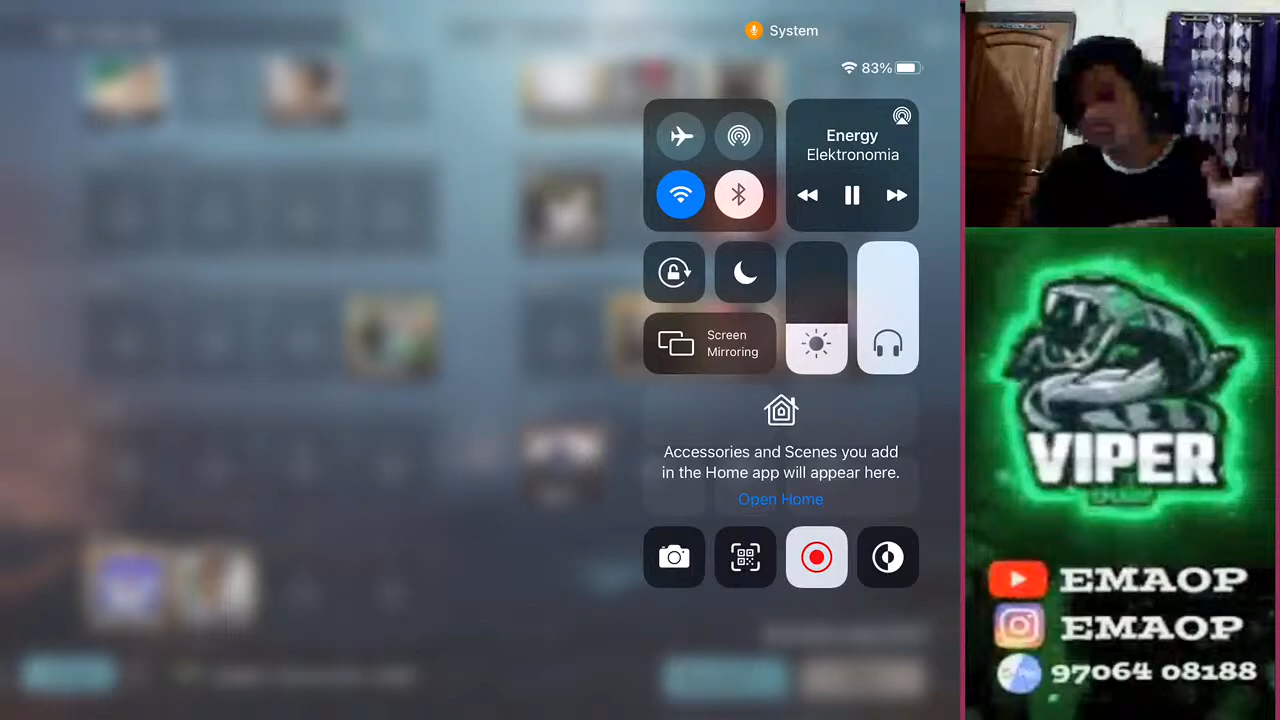 System
83%
Energy
Elektronomia
Screen
Mirroring
Accessories and Scenes you add
in the Home app will appear here.
Open Home
VIPER
EMAOP
EMAOP
97064 08188